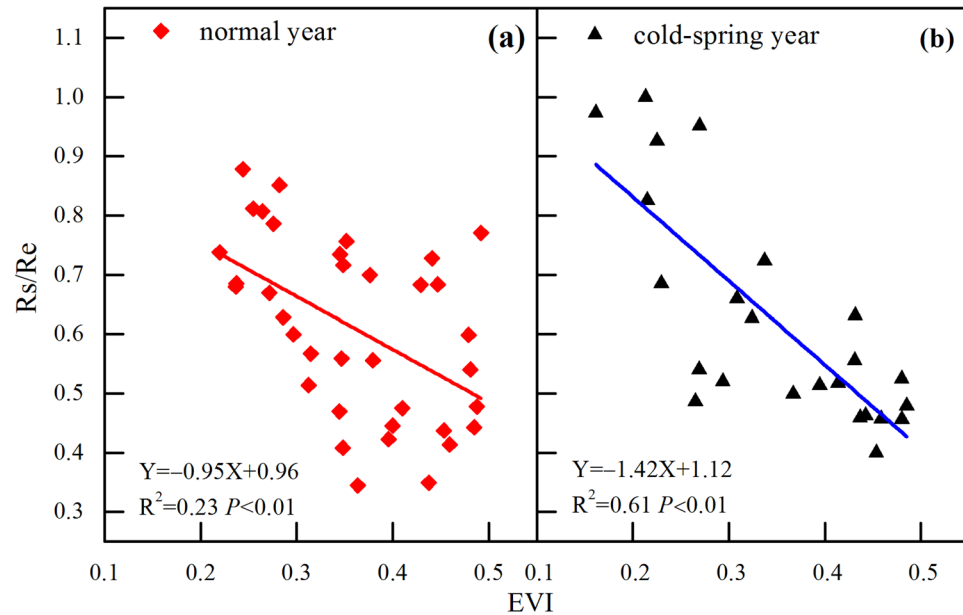 normal year
(a)
cold-spring year
(b)
1.1
1.0
0.9
0.8
0.7
0.6
0.5
0.4
0.3
Rs/Re
Y=−0.95X+0.96
R²=0.23 P<0.01
Y=−1.42X+1.12
R²=0.61 P<0.01
0.1 0.2 0.3 0.4 0.5 0.1 0.2 0.3 0.4 0.5
EVI